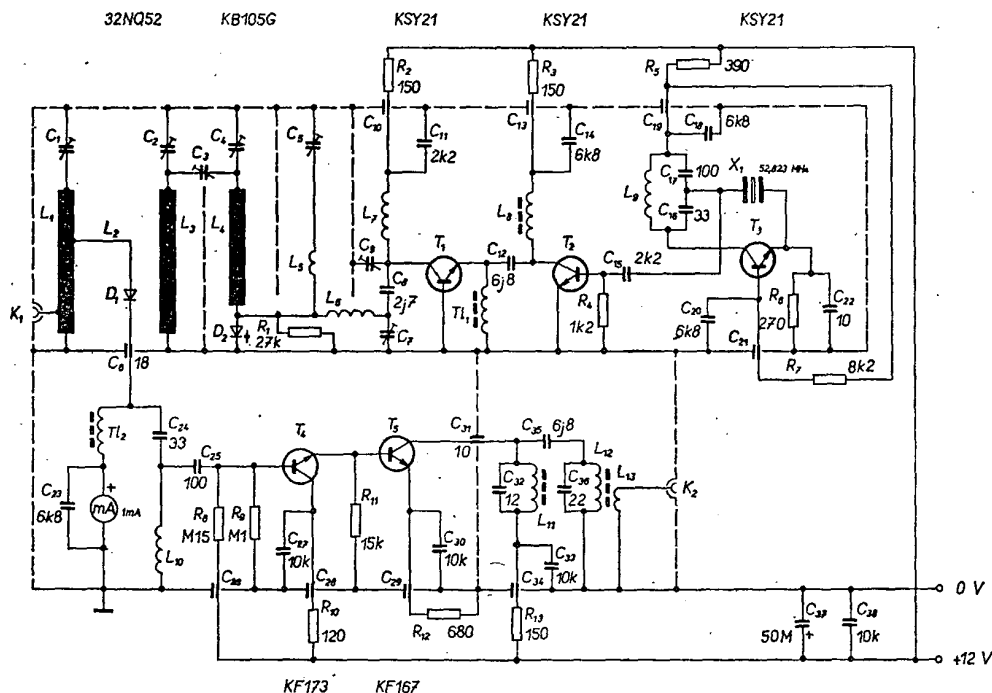 32NQ52 KB105G KSY21 KSY21 KSY21
R2 150
R3 150
R5 390
C1 C2 C3 C4 C5
C10 C11 2k2
C13 C14 6k8
C19 C18 6k8
C17 100
X1 52,823 MHz
L1 L2 L3 L4 L5
L7 L8 L9
C16 33
C9 T1 C12 6j8 T2 C15 2k2 T3
D1 L6 C8 2j7
Tl1 R4 1k2
C20 6k8
R6 270
C22 10
K1 D2 R1 27k C7
C21
C6 18
R7 8k2
Tl2 C24 33
C25 100
T4 T5
C31 10
C35 6j8
L12 L13 K2
C23 6k8
+ mA 1mA
R8 M15
R9 M1
R11 15k
C32 12
C36 22
L11
L10
C27 10k
C30 10k
C33 10k
C26 C28 C29 C34
0 V
R10 120
R12 680
R13 150
C37 50M +
C38 10k
+12 V
KF173 KF167